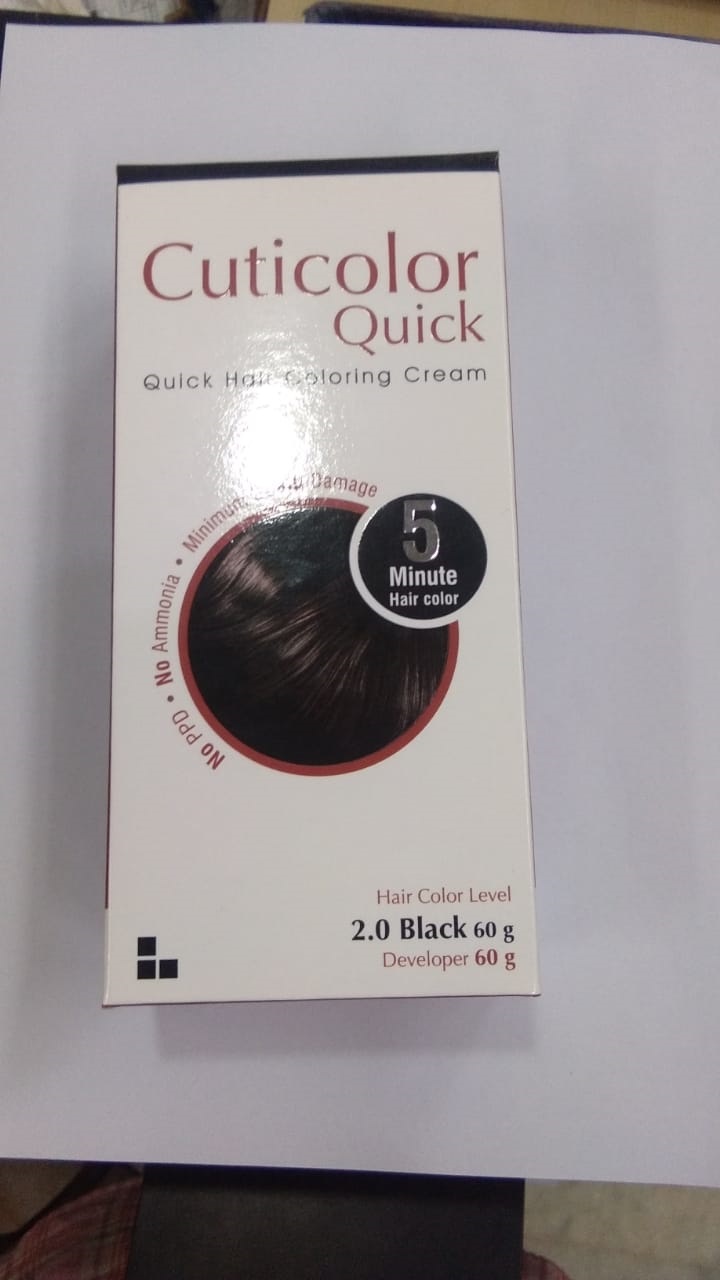 Cuticolor
Quick
Quick Hair Coloring Cream
No PPD • No Ammonia • Minimum Damage
5
Minute
Hair color
Hair Color Level
2.0 Black 60 g
Developer 60 g